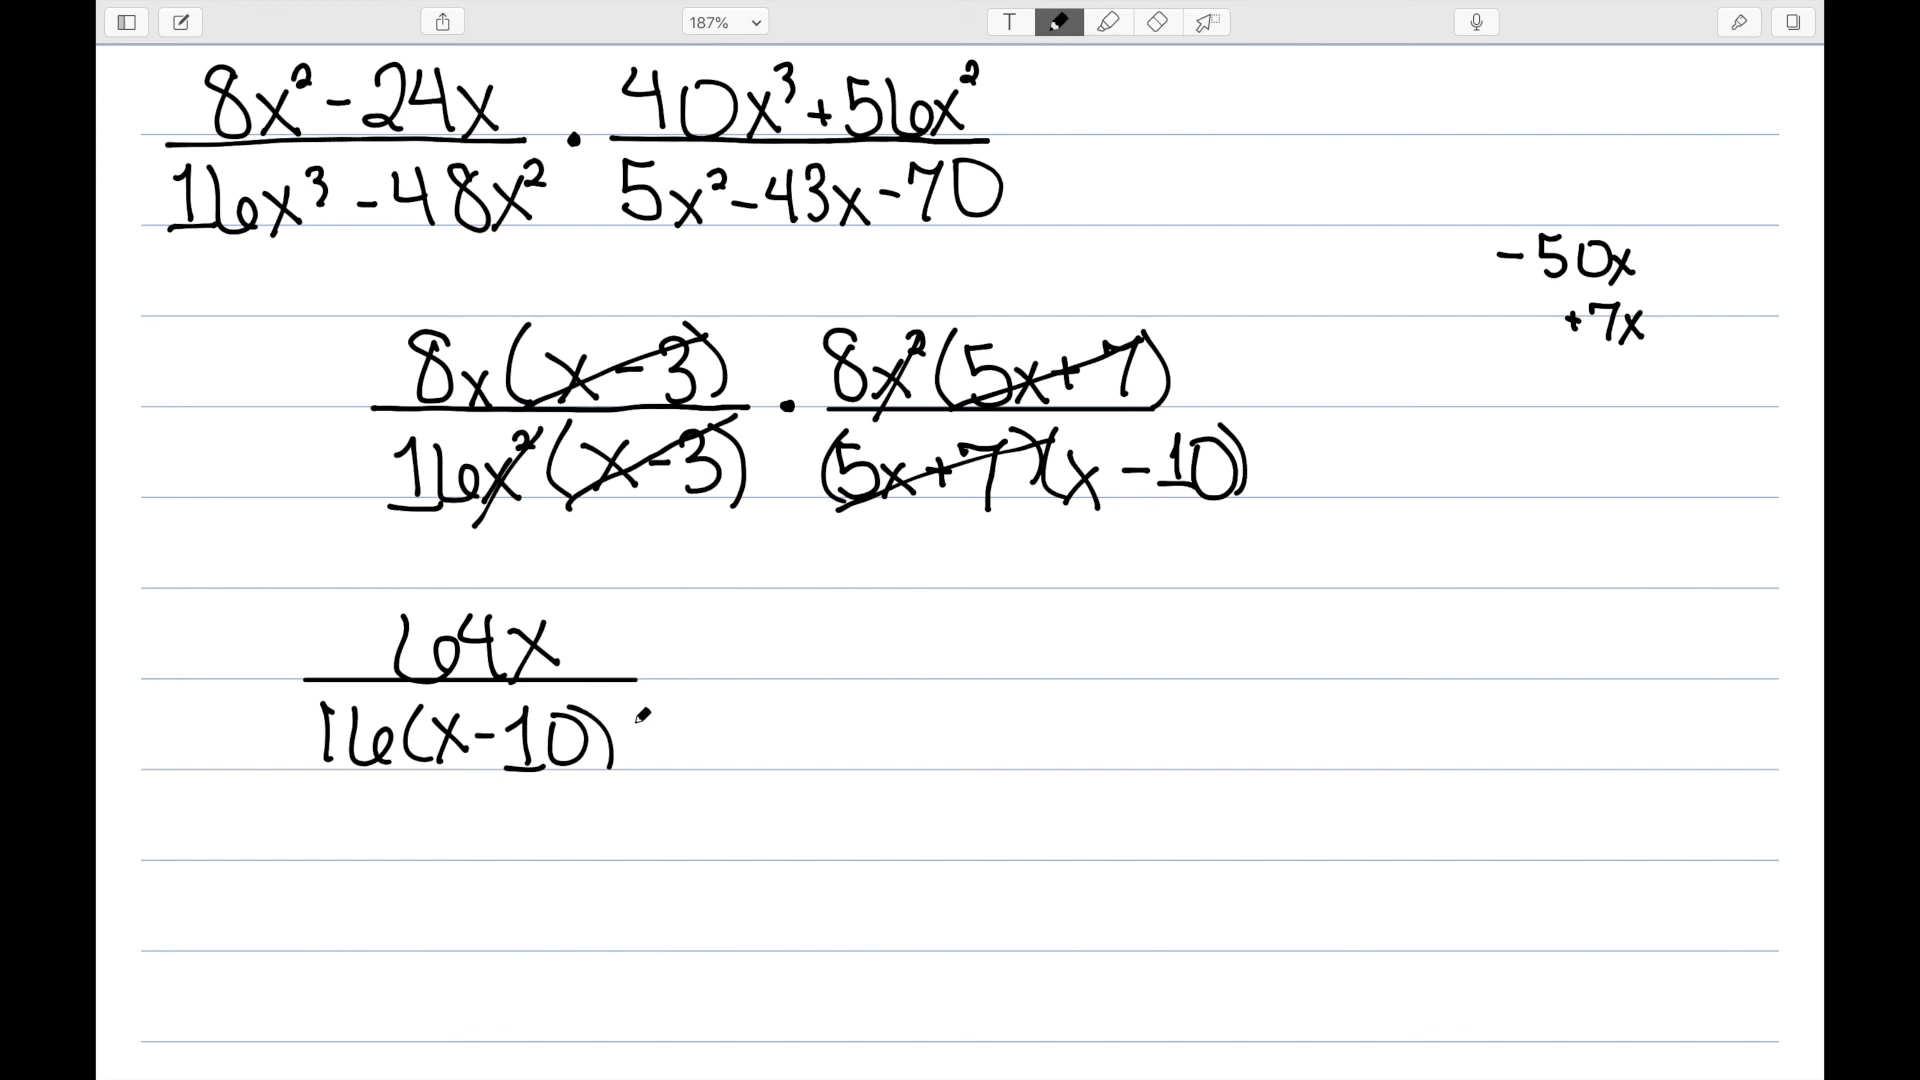 187%
T
8x² - 24x · 40x³ + 56x²
16x³ - 48x² 5x² - 43x - 70
-50x
+7x
8x(x - 3) · 8x²(5x + 7)
16x²(x - 3) (5x + 7)(x - 10)
64x
16(x - 10)